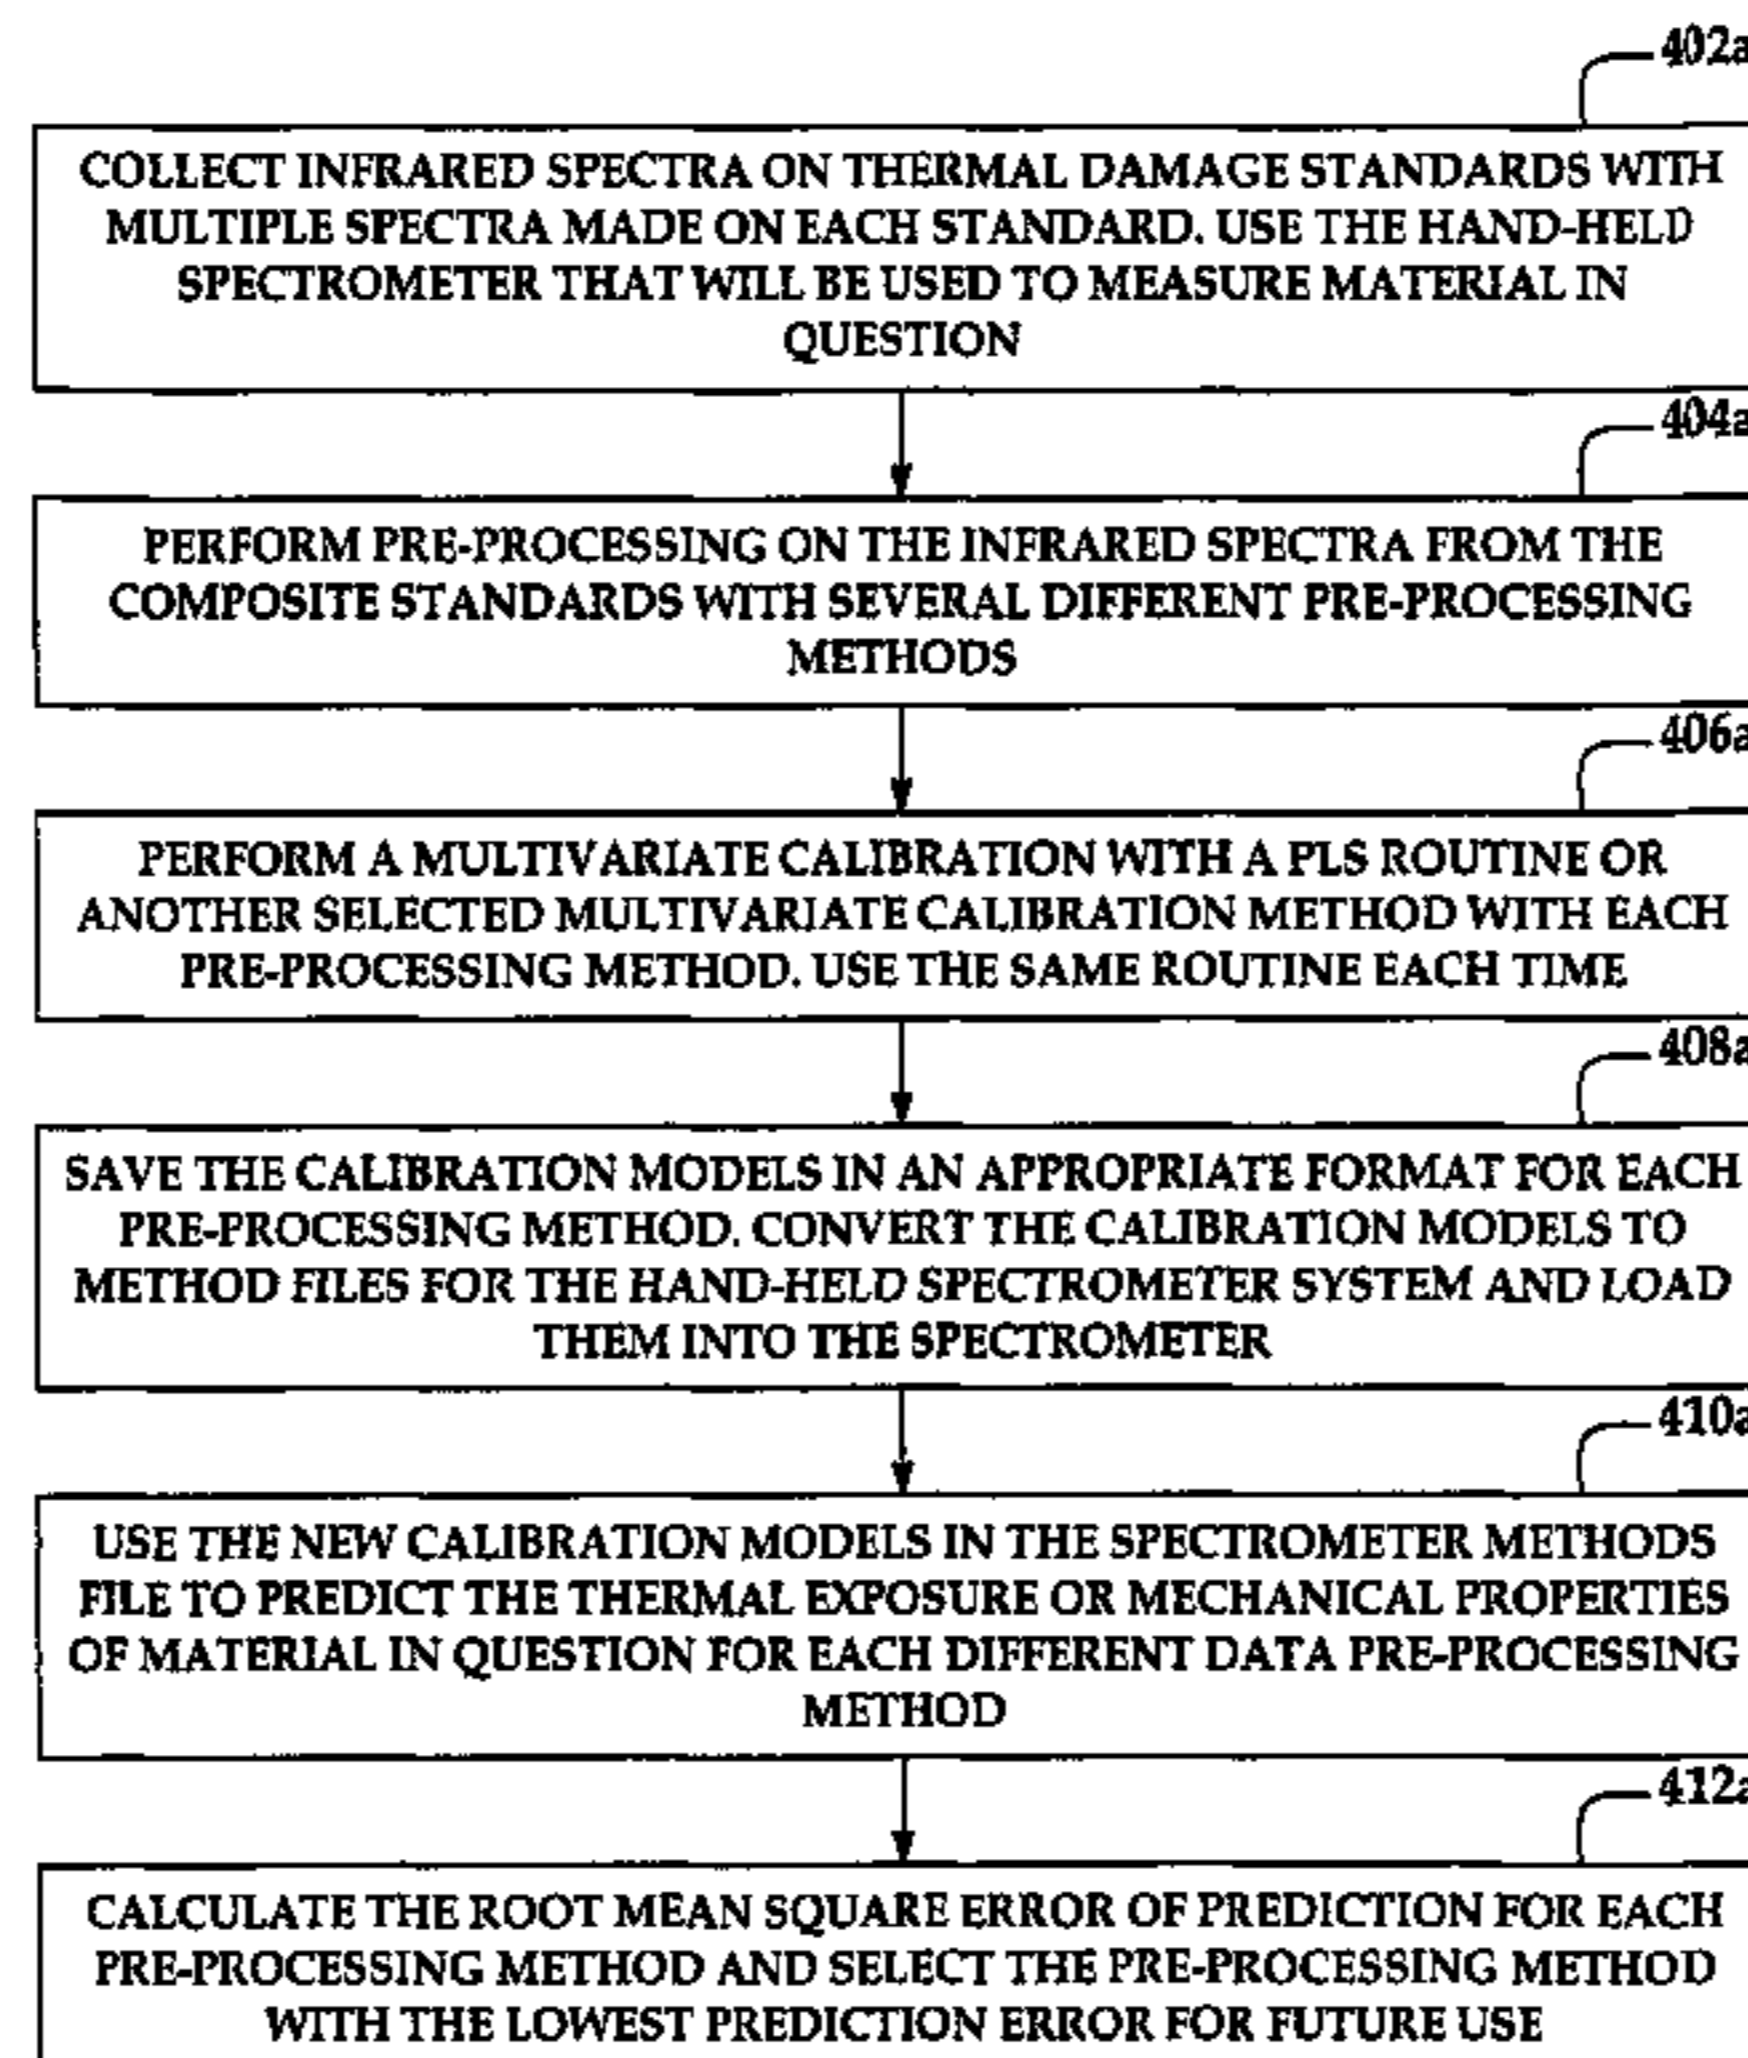 402a
COLLECT INFRARED SPECTRA ON THERMAL DAMAGE STANDARDS WITH
MULTIPLE SPECTRA MADE ON EACH STANDARD. USE THE HAND-HELD
SPECTROMETER THAT WILL BE USED TO MEASURE MATERIAL IN
QUESTION
404a
PERFORM PRE-PROCESSING ON THE INFRARED SPECTRA FROM THE
COMPOSITE STANDARDS WITH SEVERAL DIFFERENT PRE-PROCESSING
METHODS
406a
PERFORM A MULTIVARIATE CALIBRATION WITH A PLS ROUTINE OR
ANOTHER SELECTED MULTIVARIATE CALIBRATION METHOD WITH EACH
PRE-PROCESSING METHOD. USE THE SAME ROUTINE EACH TIME
408a
SAVE THE CALIBRATION MODELS IN AN APPROPRIATE FORMAT FOR EACH
PRE-PROCESSING METHOD. CONVERT THE CALIBRATION MODELS TO
METHOD FILES FOR THE HAND-HELD SPECTROMETER SYSTEM AND LOAD
THEM INTO THE SPECTROMETER
410a
USE THE NEW CALIBRATION MODELS IN THE SPECTROMETER METHODS
FILE TO PREDICT THE THERMAL EXPOSURE OR MECHANICAL PROPERTIES
OF MATERIAL IN QUESTION FOR EACH DIFFERENT DATA PRE-PROCESSING
METHOD
412a
CALCULATE THE ROOT MEAN SQUARE ERROR OF PREDICTION FOR EACH
PRE-PROCESSING METHOD AND SELECT THE PRE-PROCESSING METHOD
WITH THE LOWEST PREDICTION ERROR FOR FUTURE USE